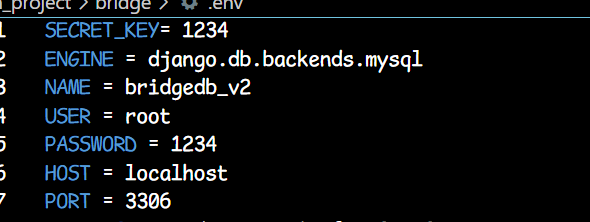 _project > bridge > .env
SECRET_KEY= 1234
2 ENGINE = django.db.backends.mysql
3 NAME = bridgedb_v2
4 USER = root
5 PASSWORD = 1234
6 HOST = localhost
7 PORT = 3306